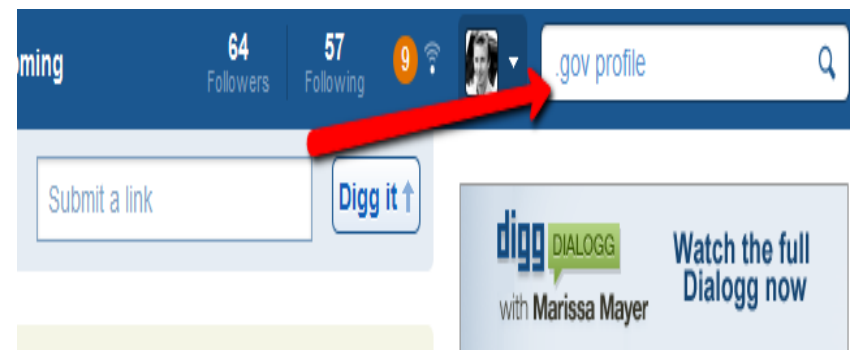 oming
64
Followers
57
Following
9
.gov profile
Submit a link
Digg it
digg DIALOGG
with Marissa Mayer
Watch the full
Dialogg now